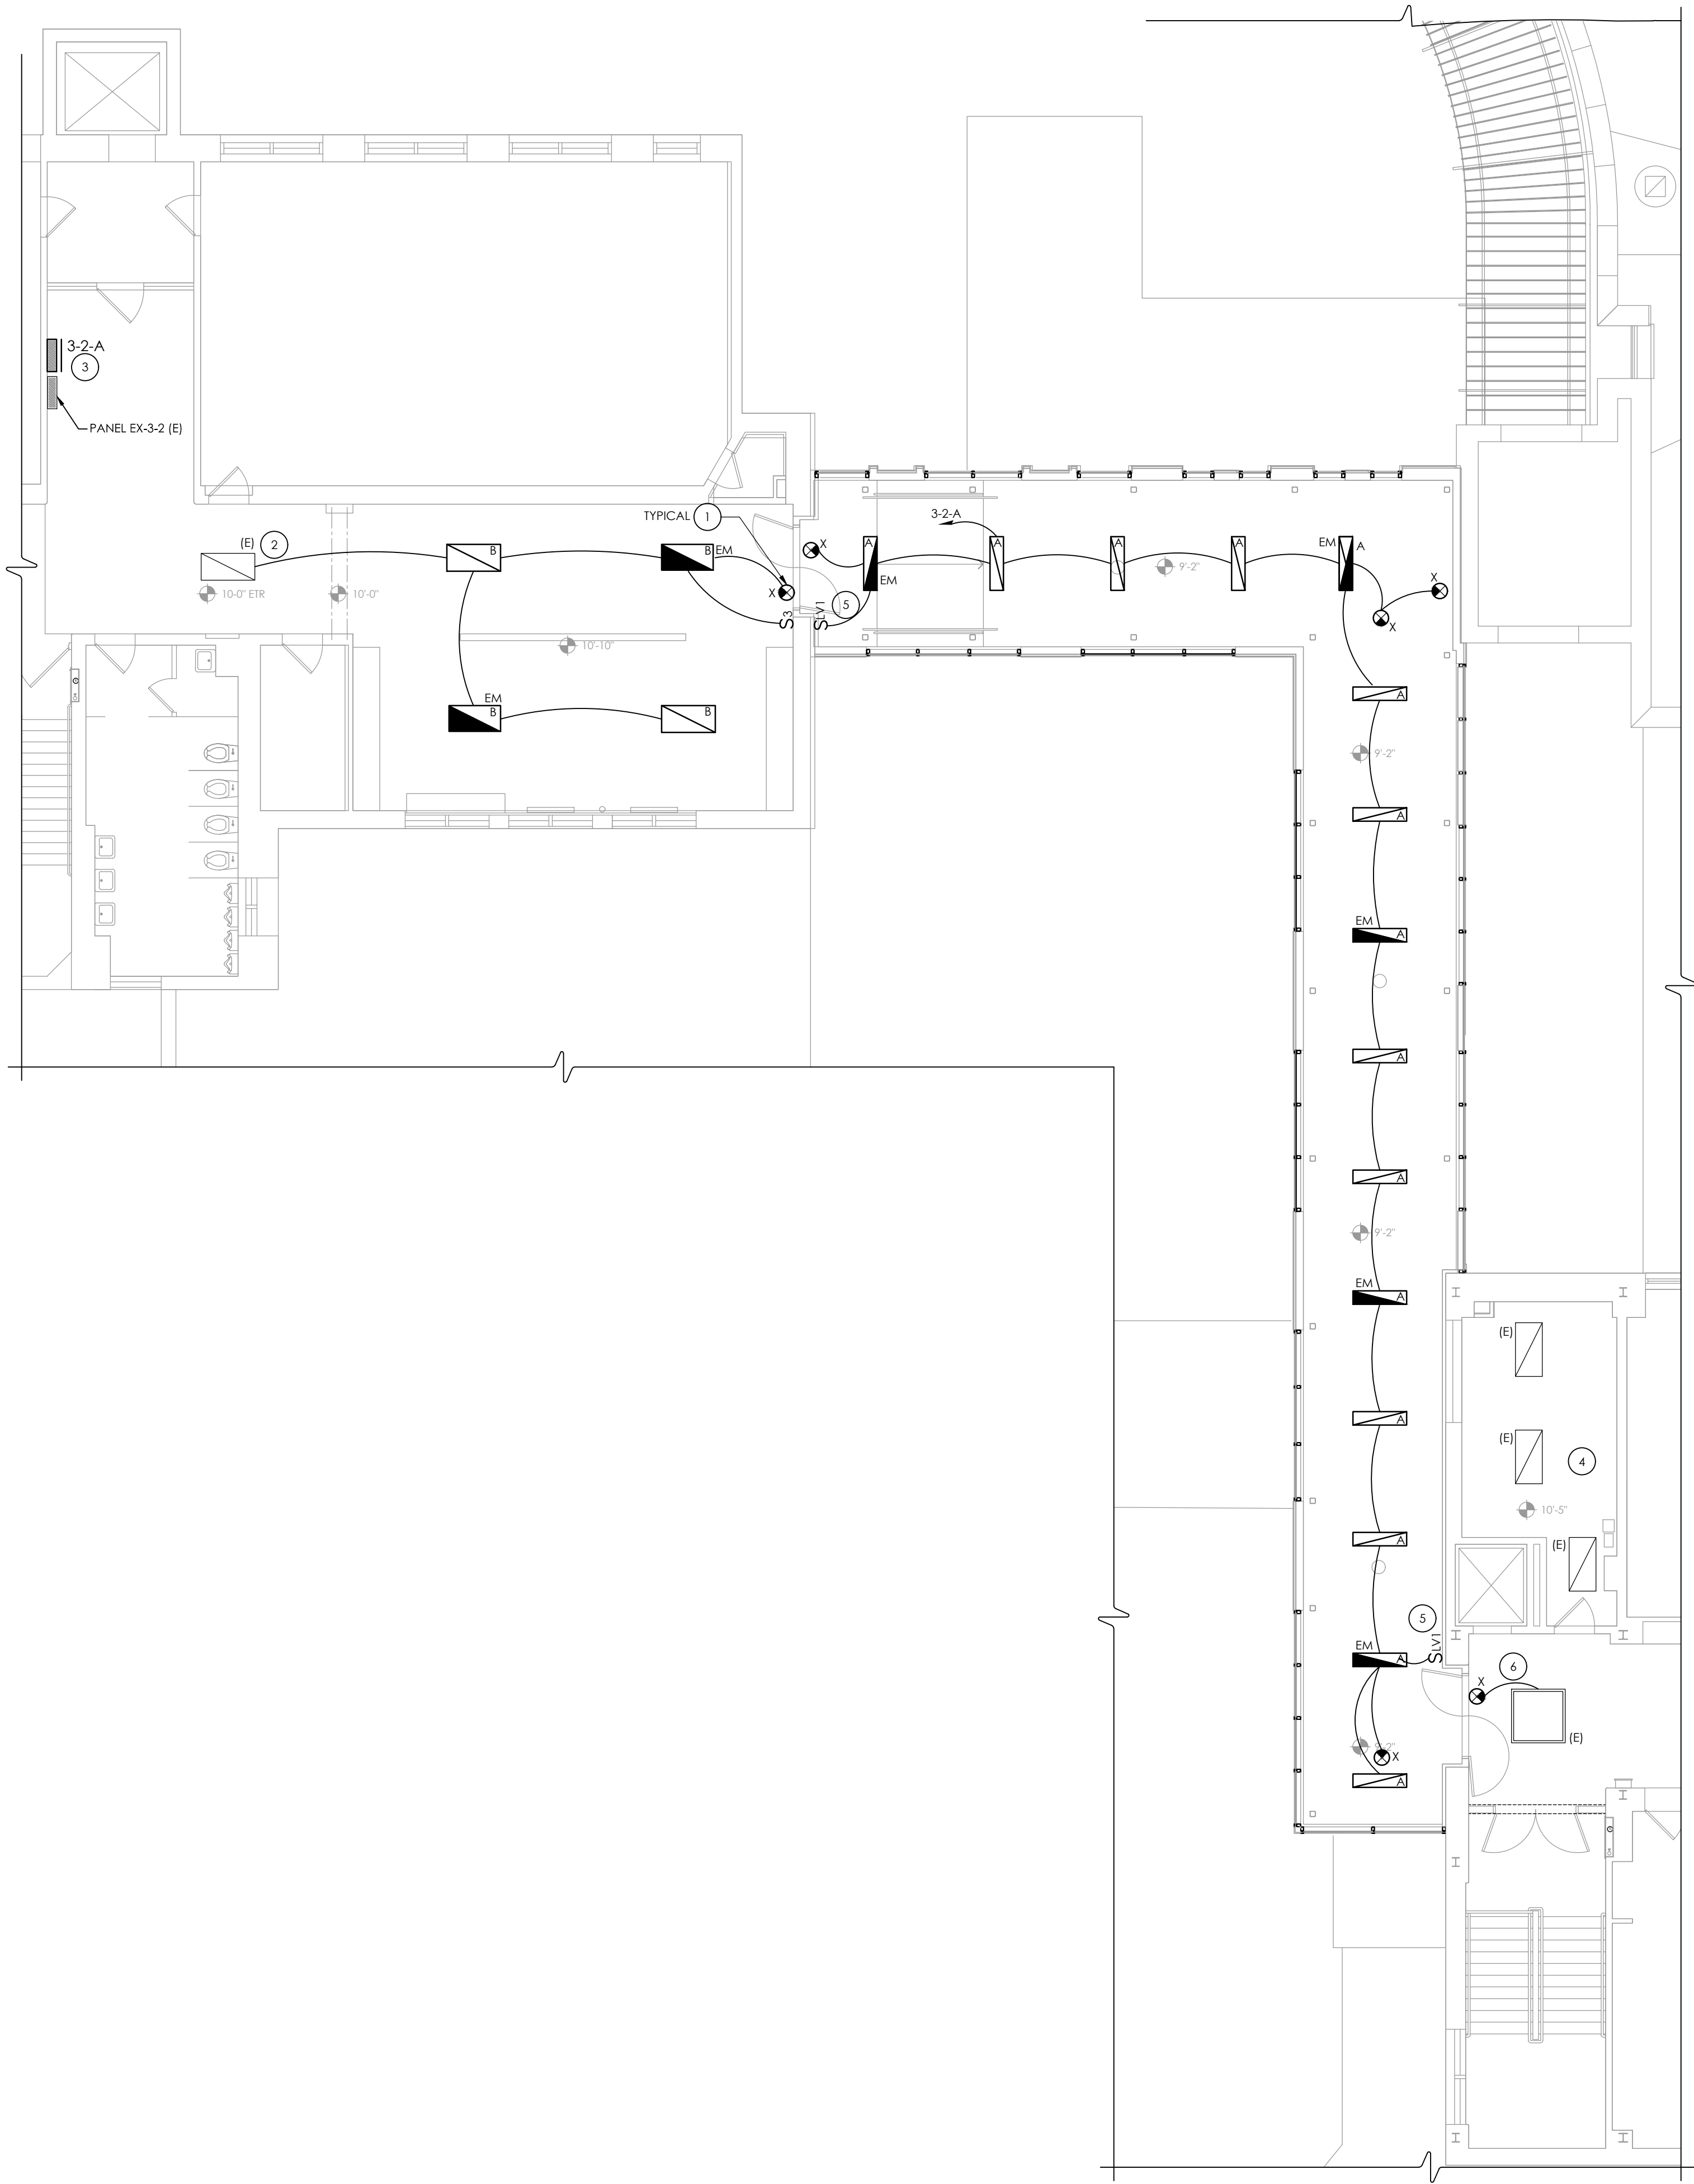 3-2-A
3
PANEL EX-3-2 (E)
TYPICAL 1
3-2-A
(E) 2
B
B EM
X
X
A
EM
A
A
A
EM A
9'-2"
X
X
10-0" ETR
10'-0"
S3
SLV1
5
10'-10"
EM
B
B
A
9'-2"
A
EM
A
A
A
9'-2"
EM
A
(E)
A
(E)
4
10'-5"
A
(E)
5
SLV1
EM
A
6
X
(E)
9'-2"
X
A